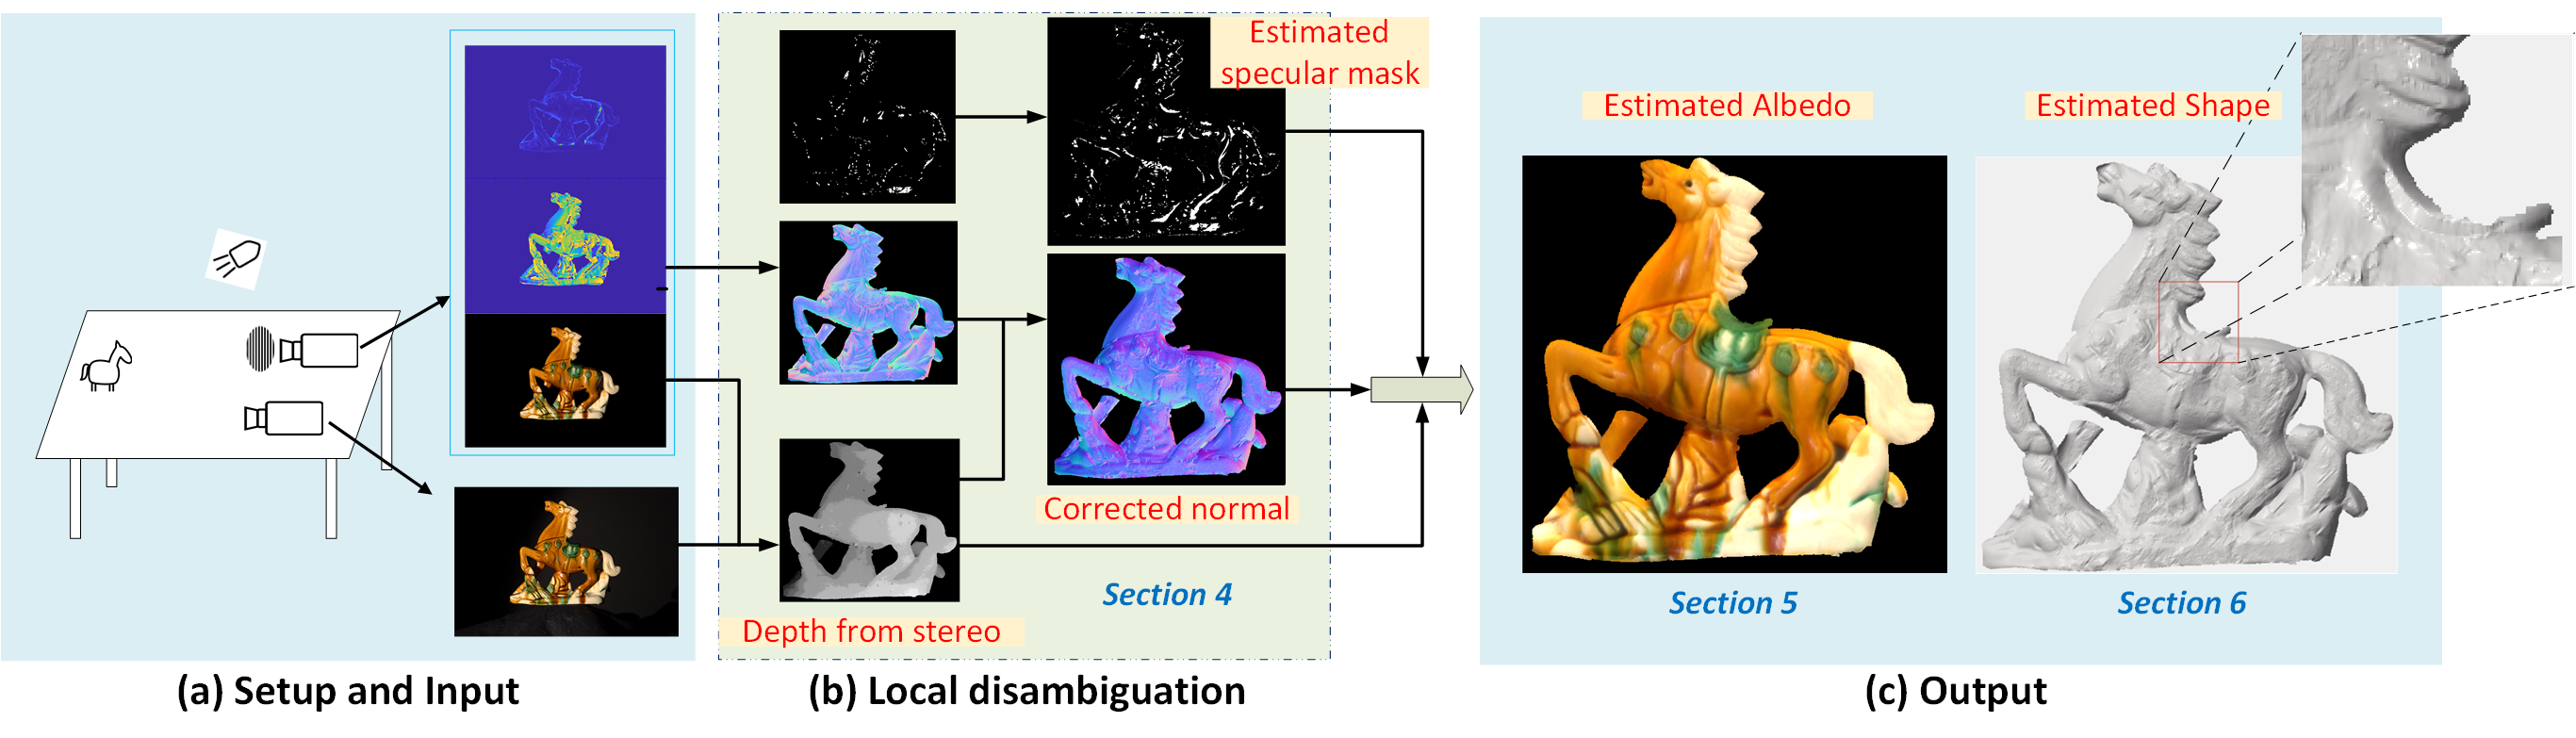 Estimated
specular mask
Corrected normal
Depth from stereo
Section 4
Estimated Albedo
Estimated Shape
Section 5
Section 6
(a) Setup and Input
(b) Local disambiguation
(c) Output